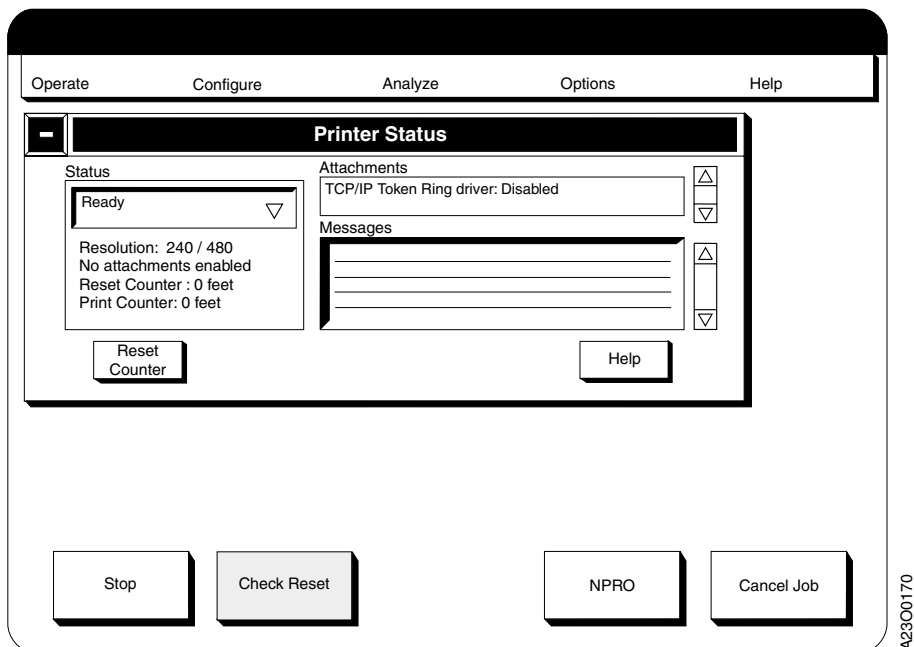 Operate Configure Analyze Options Help
Printer Status
Status
Ready
Resolution: 240 / 480
No attachments enabled
Reset Counter : 0 feet
Print Counter: 0 feet
Attachments
TCP/IP Token Ring driver: Disabled
Messages
Reset
Counter
Help
Stop
Check Reset
NPRO
Cancel Job
A23O0170